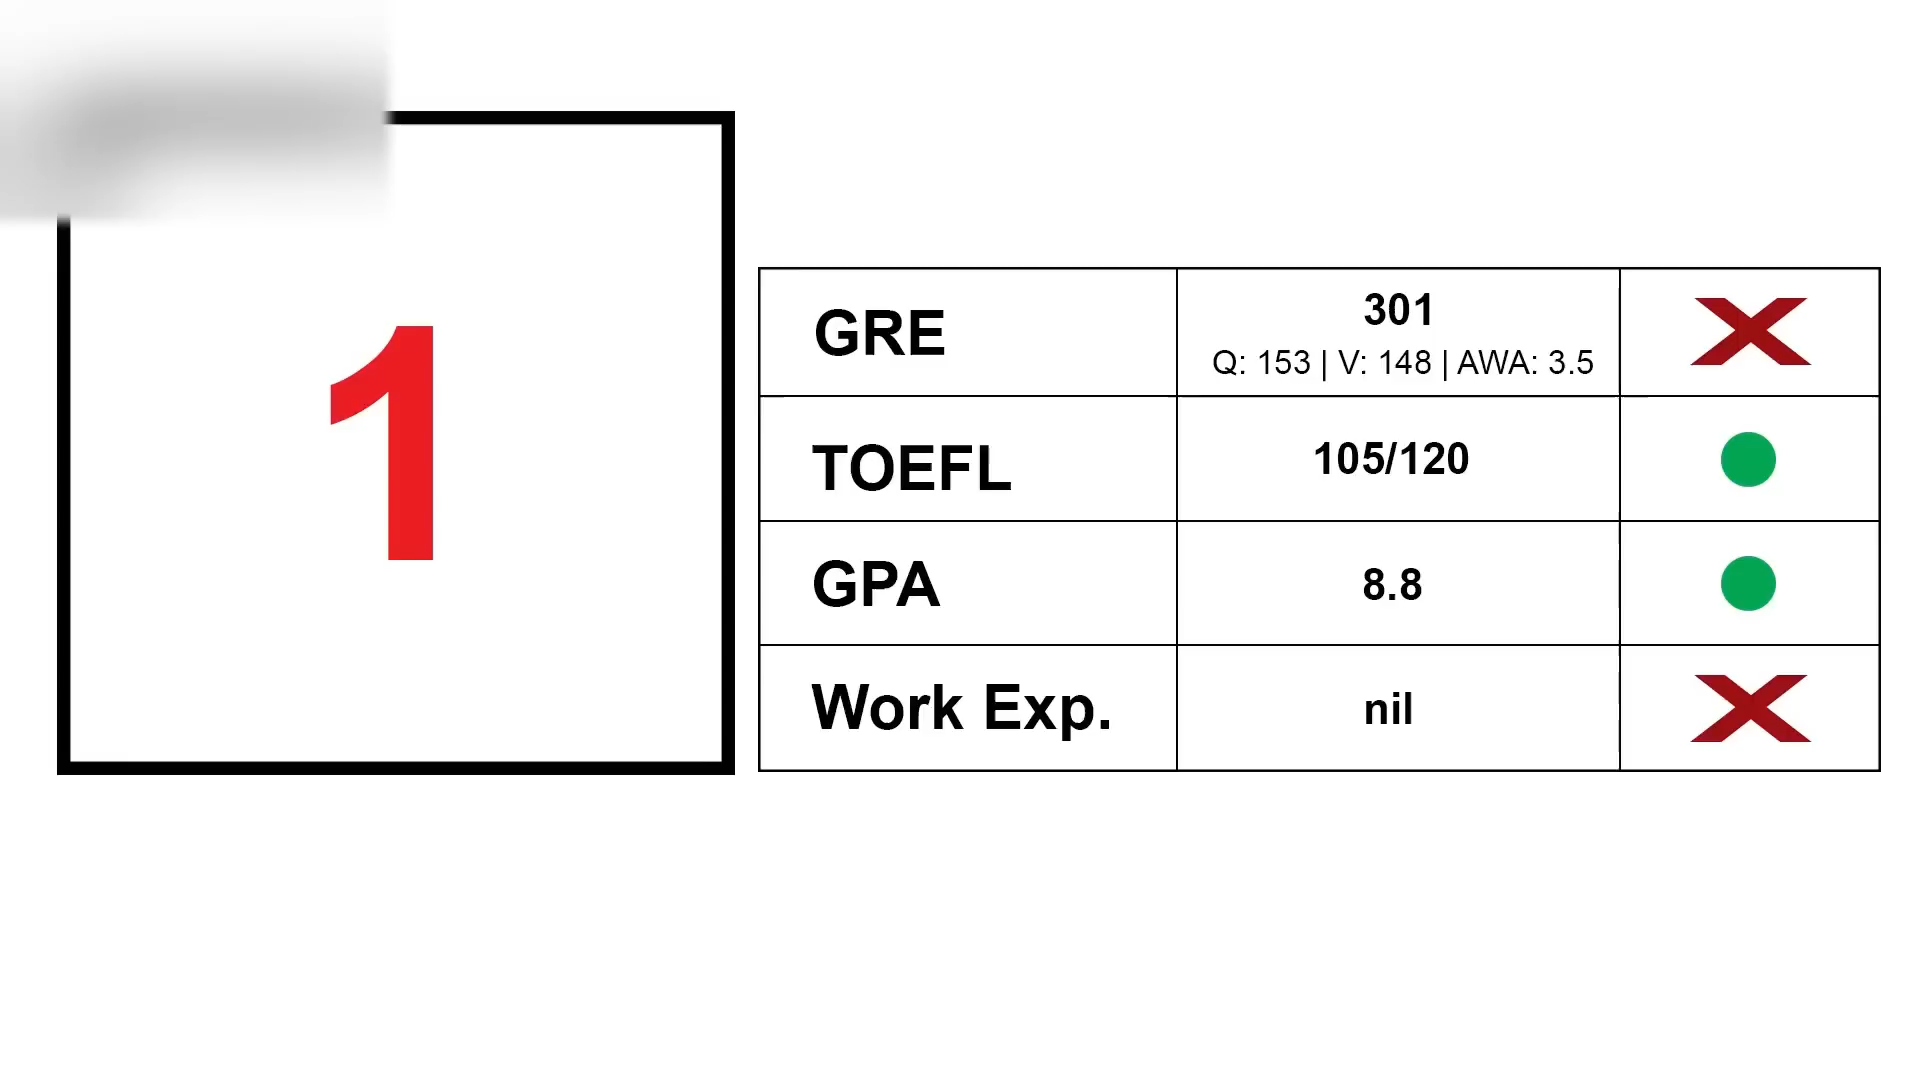 1
GRE
301
Q: 153 | V: 148 | AWA: 3.5
TOEFL
105/120
GPA
8.8
Work Exp.
nil